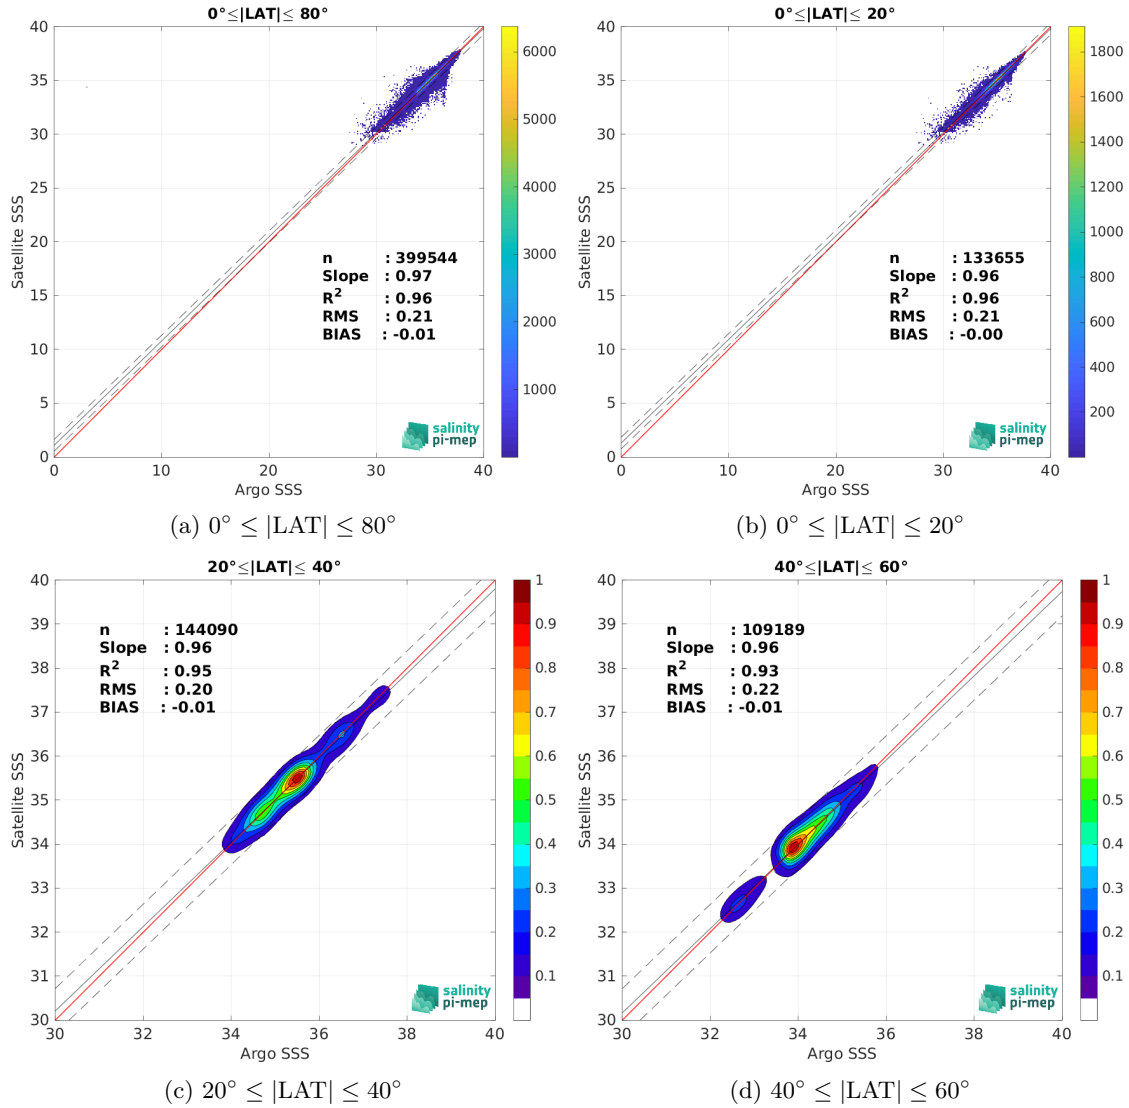 0°≤|LAT|≤ 80°
40
35
30
25
20
15
10
5
0
Satellite SSS
n : 399544
Slope : 0.97
R² : 0.96
RMS : 0.21
BIAS : -0.01
salinity
pi-mep
0 10 20 30 40
Argo SSS
6000
5000
4000
3000
2000
1000
(a) 0° ≤ |LAT| ≤ 80°
0°≤|LAT|≤ 20°
40
35
30
25
20
15
10
5
0
Satellite SSS
n : 133655
Slope : 0.96
R² : 0.96
RMS : 0.21
BIAS : -0.00
salinity
pi-mep
0 10 20 30 40
Argo SSS
1800
1600
1400
1200
1000
800
600
400
200
(b) 0° ≤ |LAT| ≤ 20°
20°≤|LAT|≤ 40°
40
39
38
37
36
35
34
33
32
31
30
Satellite SSS
n : 144090
Slope : 0.96
R² : 0.95
RMS : 0.20
BIAS : -0.01
salinity
pi-mep
30 32 34 36 38 40
Argo SSS
1
0.9
0.8
0.7
0.6
0.5
0.4
0.3
0.2
0.1
(c) 20° ≤ |LAT| ≤ 40°
40°≤|LAT|≤ 60°
40
39
38
37
36
35
34
33
32
31
30
Satellite SSS
n : 109189
Slope : 0.96
R² : 0.93
RMS : 0.22
BIAS : -0.01
salinity
pi-mep
30 32 34 36 38 40
Argo SSS
1
0.9
0.8
0.7
0.6
0.5
0.4
0.3
0.2
0.1
(d) 40° ≤ |LAT| ≤ 60°